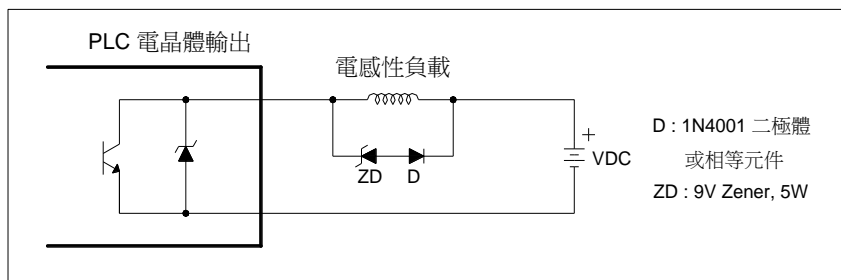 PLC 電晶體輸出
電感性負載
ZD D
+
VDC
D : 1N4001 二極體
或相等元件
ZD : 9V Zener, 5W